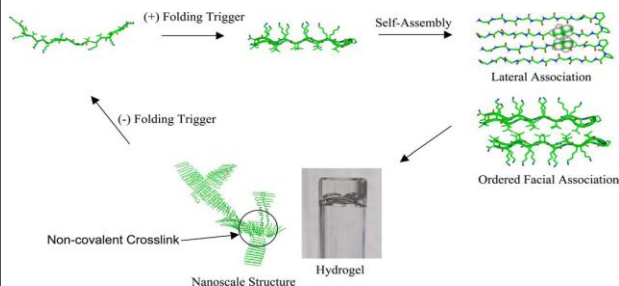 (+) Folding Trigger
Self-Assembly
Lateral Association
(-) Folding Trigger
Ordered Facial Association
Non-covalent Crosslink
Hydrogel
Nanoscale Structure